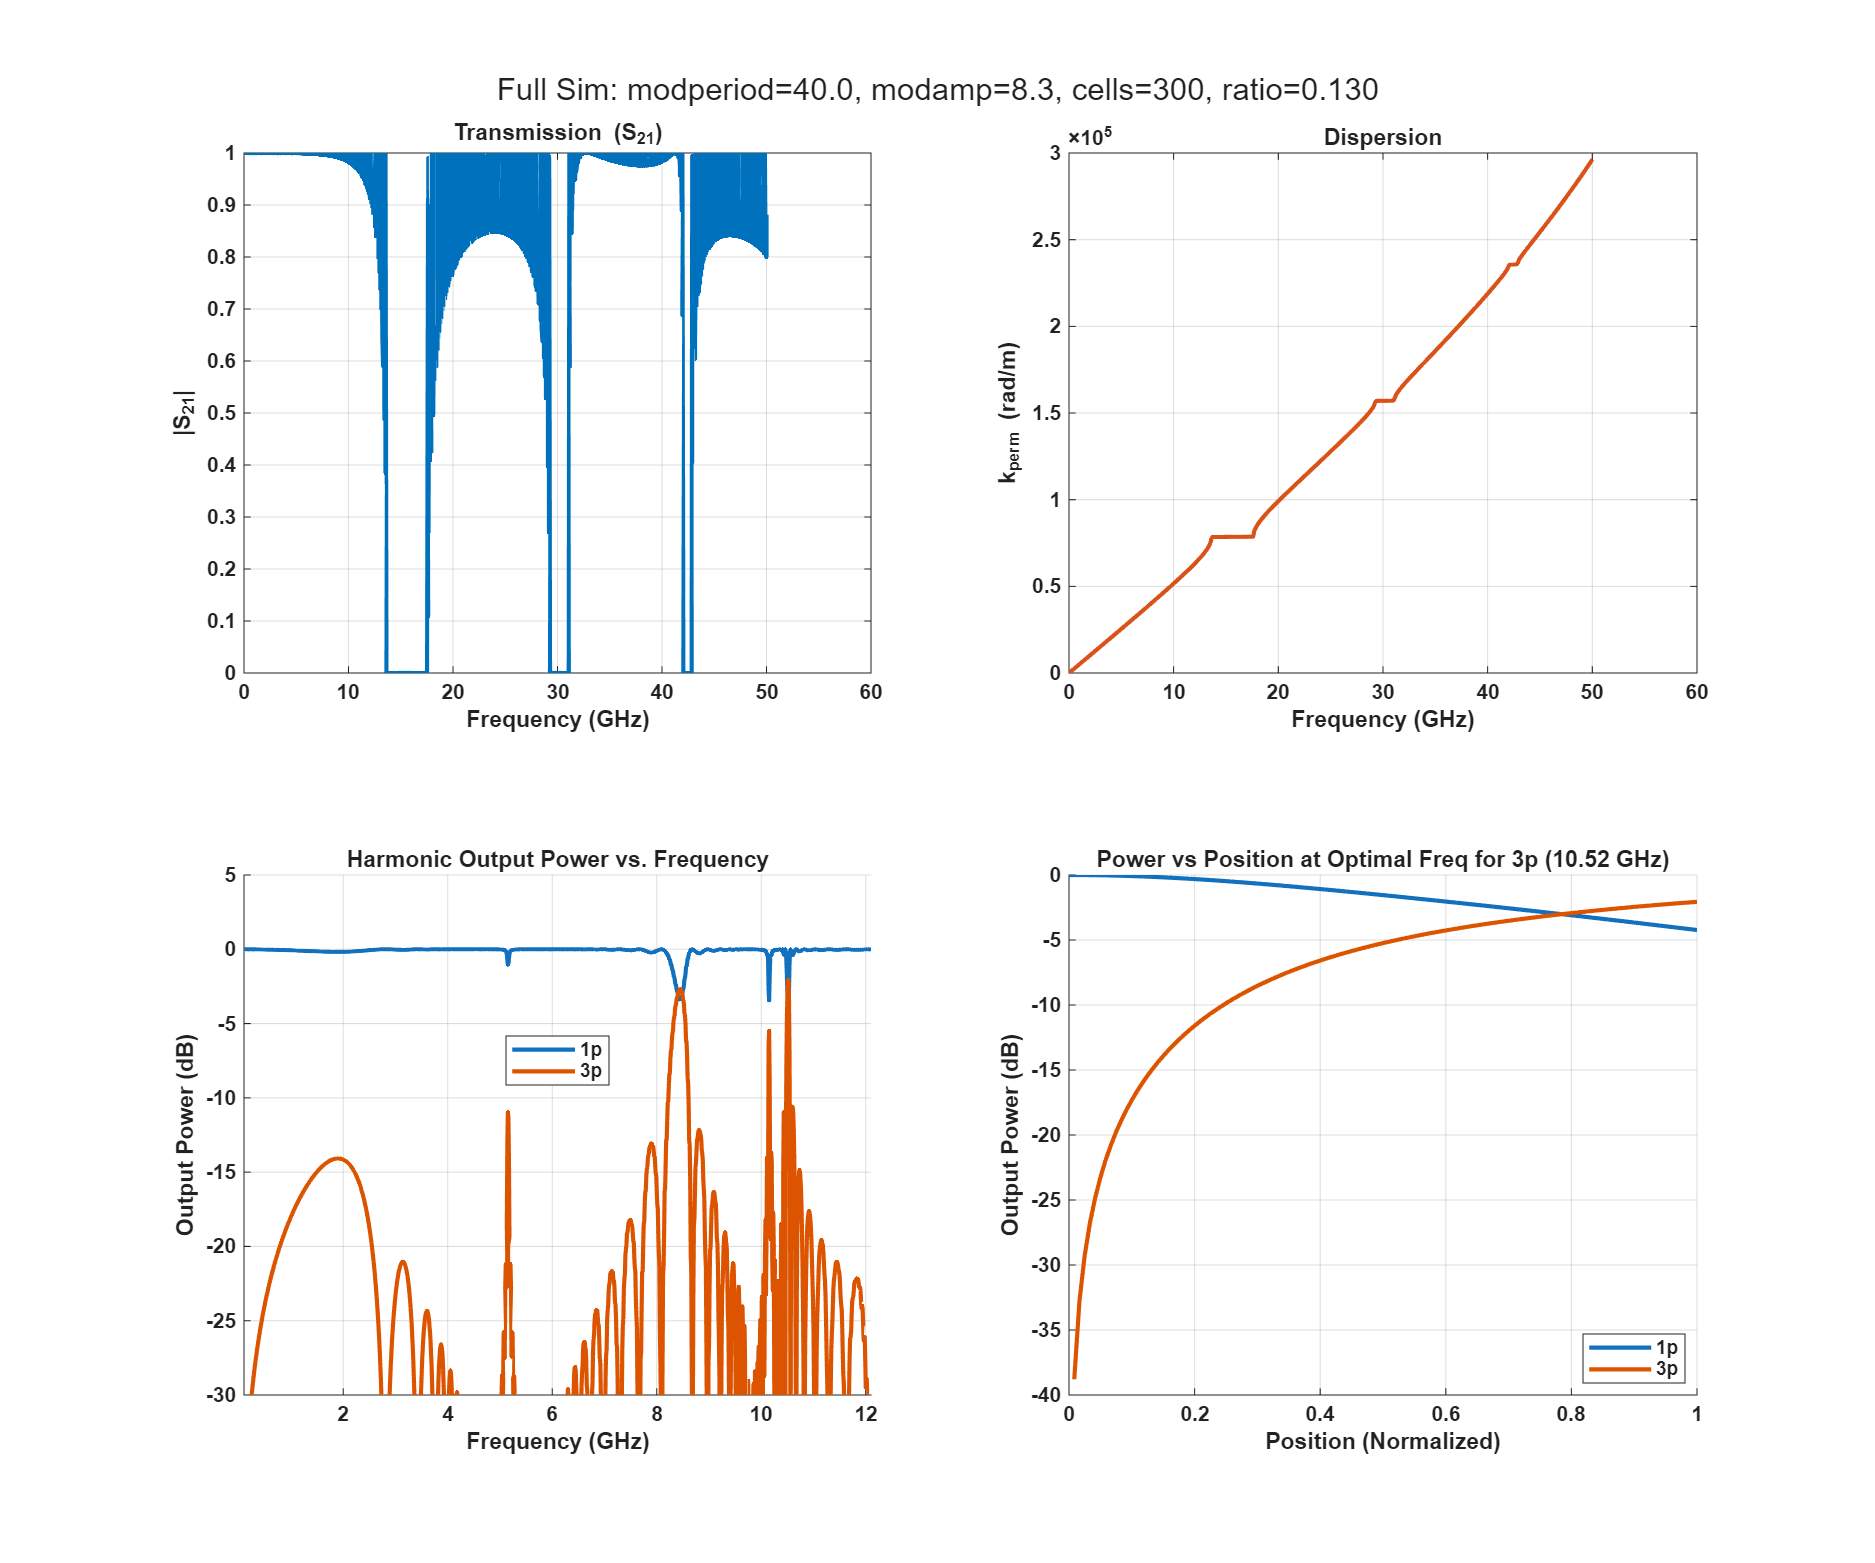 Full Sim: modperiod=40.0, modamp=8.3, cells=300, ratio=0.130
Transmission (S21)
1
0.9
0.8
0.7
0.6
0.5
0.4
0.3
0.2
0.1
0
|S21|
0 10 20 30 40 50 60
Frequency (GHz)
×10^5
Dispersion
3
2.5
2
1.5
1
0.5
0
kperm (rad/m)
0 10 20 30 40 50 60
Frequency (GHz)
Harmonic Output Power vs. Frequency
5
0
-5
-10
-15
-20
-25
-30
Output Power (dB)
1p
3p
2 4 6 8 10 12
Frequency (GHz)
Power vs Position at Optimal Freq for 3p (10.52 GHz)
0
-5
-10
-15
-20
-25
-30
-35
-40
Output Power (dB)
1p
3p
0 0.2 0.4 0.6 0.8 1
Position (Normalized)